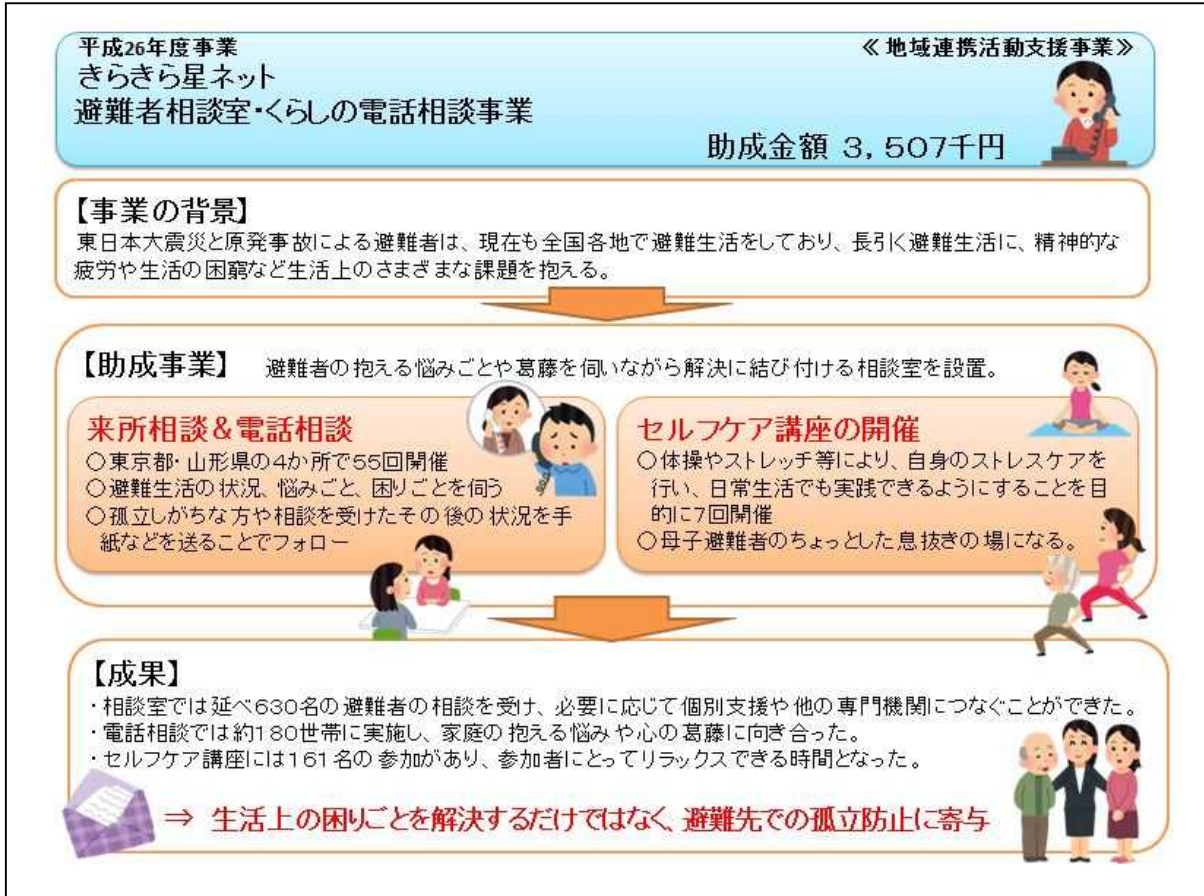 平成26年度事業
≪地域連携活動支援事業≫
きらきら星ネット
避難者相談室・くらしの電話相談事業
助成金額 3,507千円
【事業の背景】
東日本大震災と原発事故による避難者は、現在も全国各地で避難生活をしており、長引く避難生活に、精神的な
疲労や生活の困窮など生活上のさまざまな課題を抱える。
【助成事業】 避難者の抱える悩みごとや葛藤を伺いながら解決に結び付ける相談室を設置。
来所相談&電話相談
○東京都・山形県の4か所で55回開催
○避難生活の状況、悩みごと、困りごとを伺う
○孤立しがちな方や相談を受けたその後の状況を手
紙などを送ることでフォロー
セルフケア講座の開催
○体操やストレッチ等により、自身のストレスケアを
行い、日常生活でも実践できるようにすることを目
的に7回開催
○母子避難者のちょっとした息抜きの場になる。
【成果】
・相談室では延べ630名の避難者の相談を受け、必要に応じて個別支援や他の専門機関につなぐことができた。
・電話相談では約180世帯に実施し、家庭の抱える悩みや心の葛藤に向き合った。
・セルフケア講座には161名の参加があり、参加者にとってリラックスできる時間となった。
⇒ 生活上の困りごとを解決するだけではなく、避難先での孤立防止に寄与